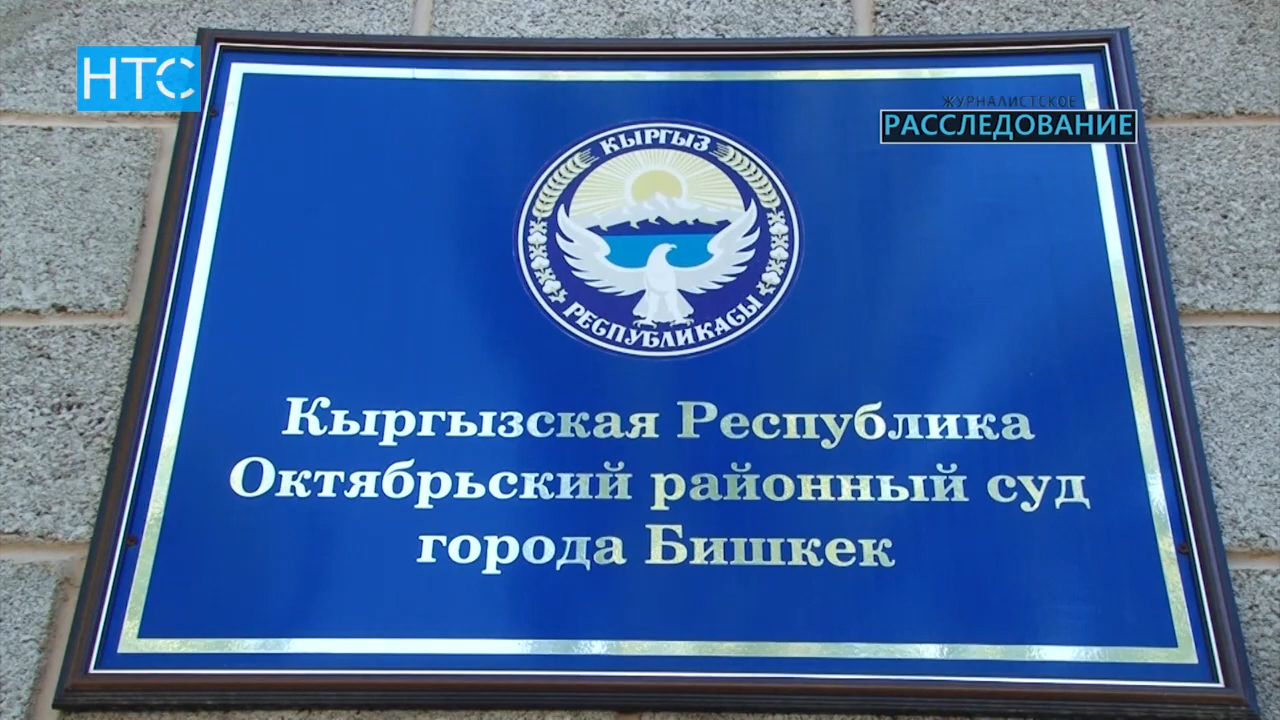 НТС
ЖУРНАЛИСТСКОЕ
РАССЛЕДОВАНИЕ
КЫРГЫЗ
РЕСПУБЛИКАСЫ
Кыргызская Республика
Октябрьский районный суд
города Бишкек